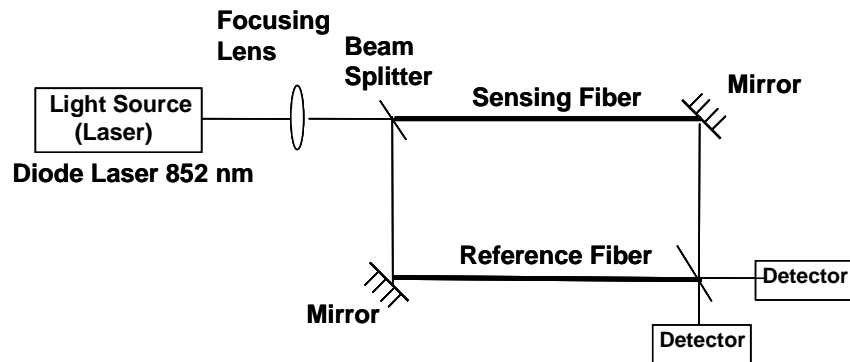 Focusing
Lens
Beam
Splitter
Light Source
(Laser)
Diode Laser 852 nm
Sensing Fiber
Mirror
Reference Fiber
Mirror
Detector
Detector